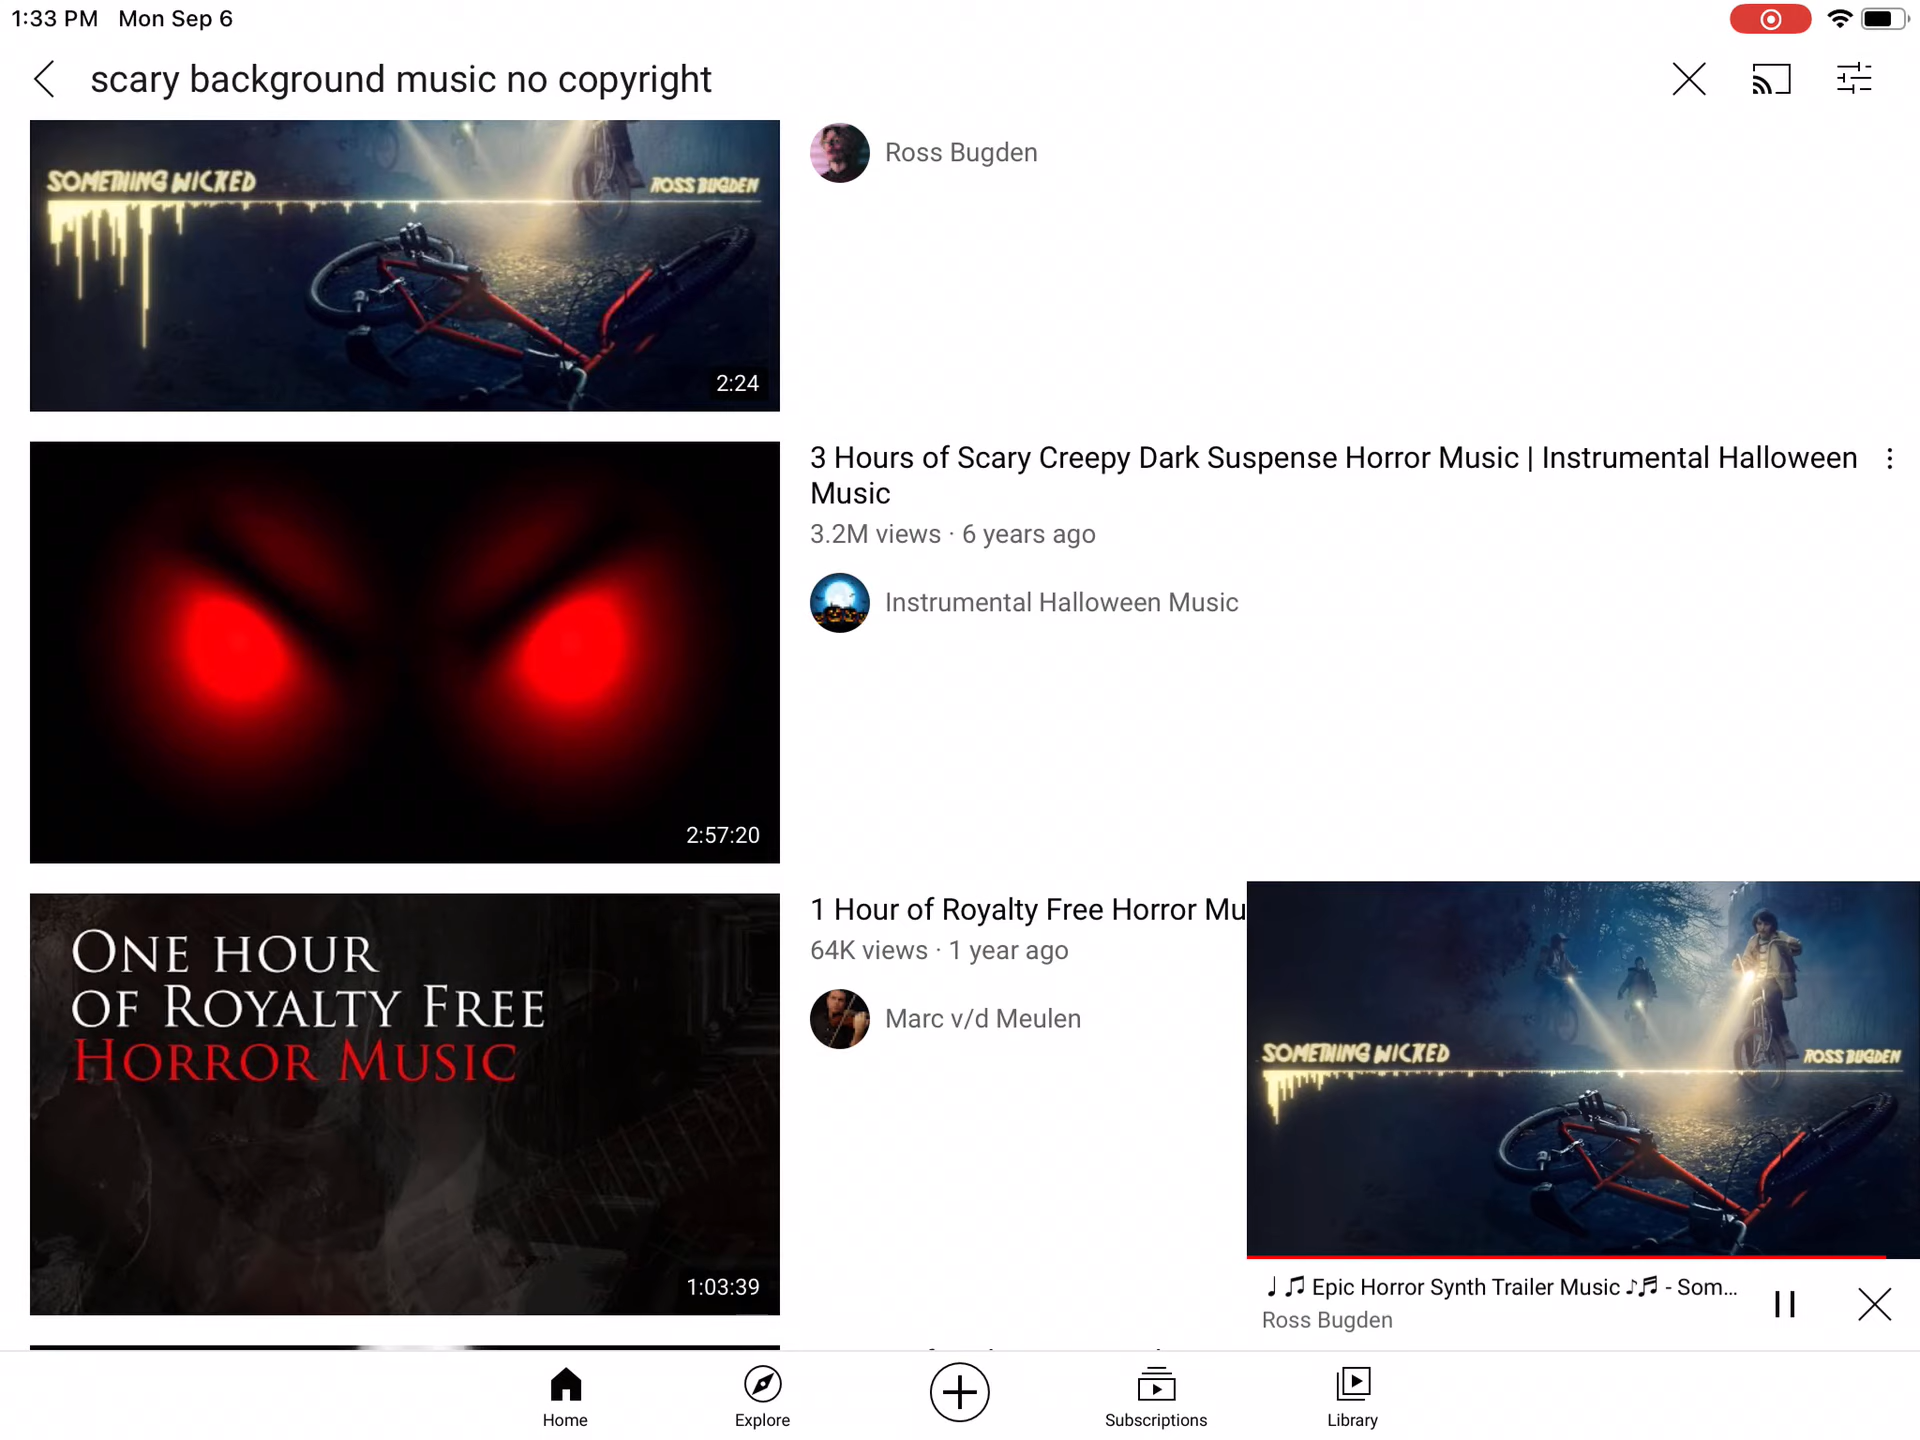 1:33 PM Mon Sep 6
scary background music no copyright
SOMETHING WICKED
ROSS BUGDEN
2:24
Ross Bugden
2:57:20
3 Hours of Scary Creepy Dark Suspense Horror Music | Instrumental Halloween
Music
3.2M views · 6 years ago
Instrumental Halloween Music
ONE HOUR
OF ROYALTY FREE
HORROR MUSIC
1:03:39
1 Hour of Royalty Free Horror Mu
64K views · 1 year ago
Marc v/d Meulen
SOMETHING WICKED
ROSS BUGDEN
♩ ♫ Epic Horror Synth Trailer Music ♪♬ - Som...
Ross Bugden
Home
Explore
Subscriptions
Library